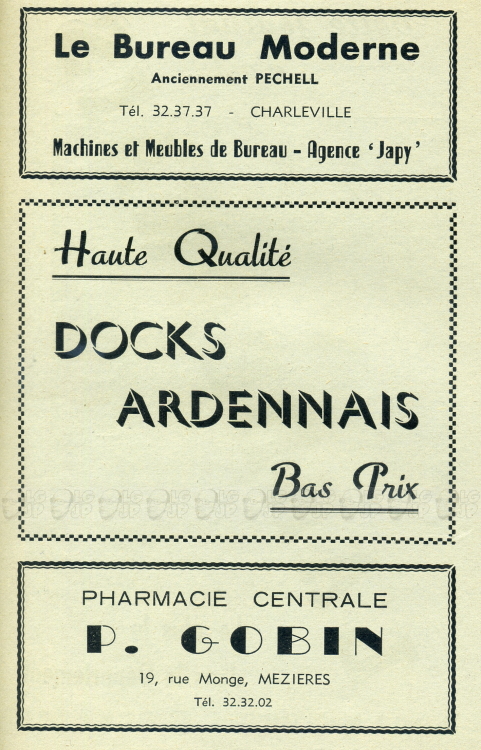 Le Bureau Moderne
Anciennement PECHELL
Tél. 32.37.37 - CHARLEVILLE
Machines et Meubles de Bureau - Agence ‘Japy’
Haute Qualité
DOCKS
ARDENNAIS
Bas Prix
PHARMACIE CENTRALE
P. GOBIN
19, rue Monge, MEZIERES
Tél. 32.32.02